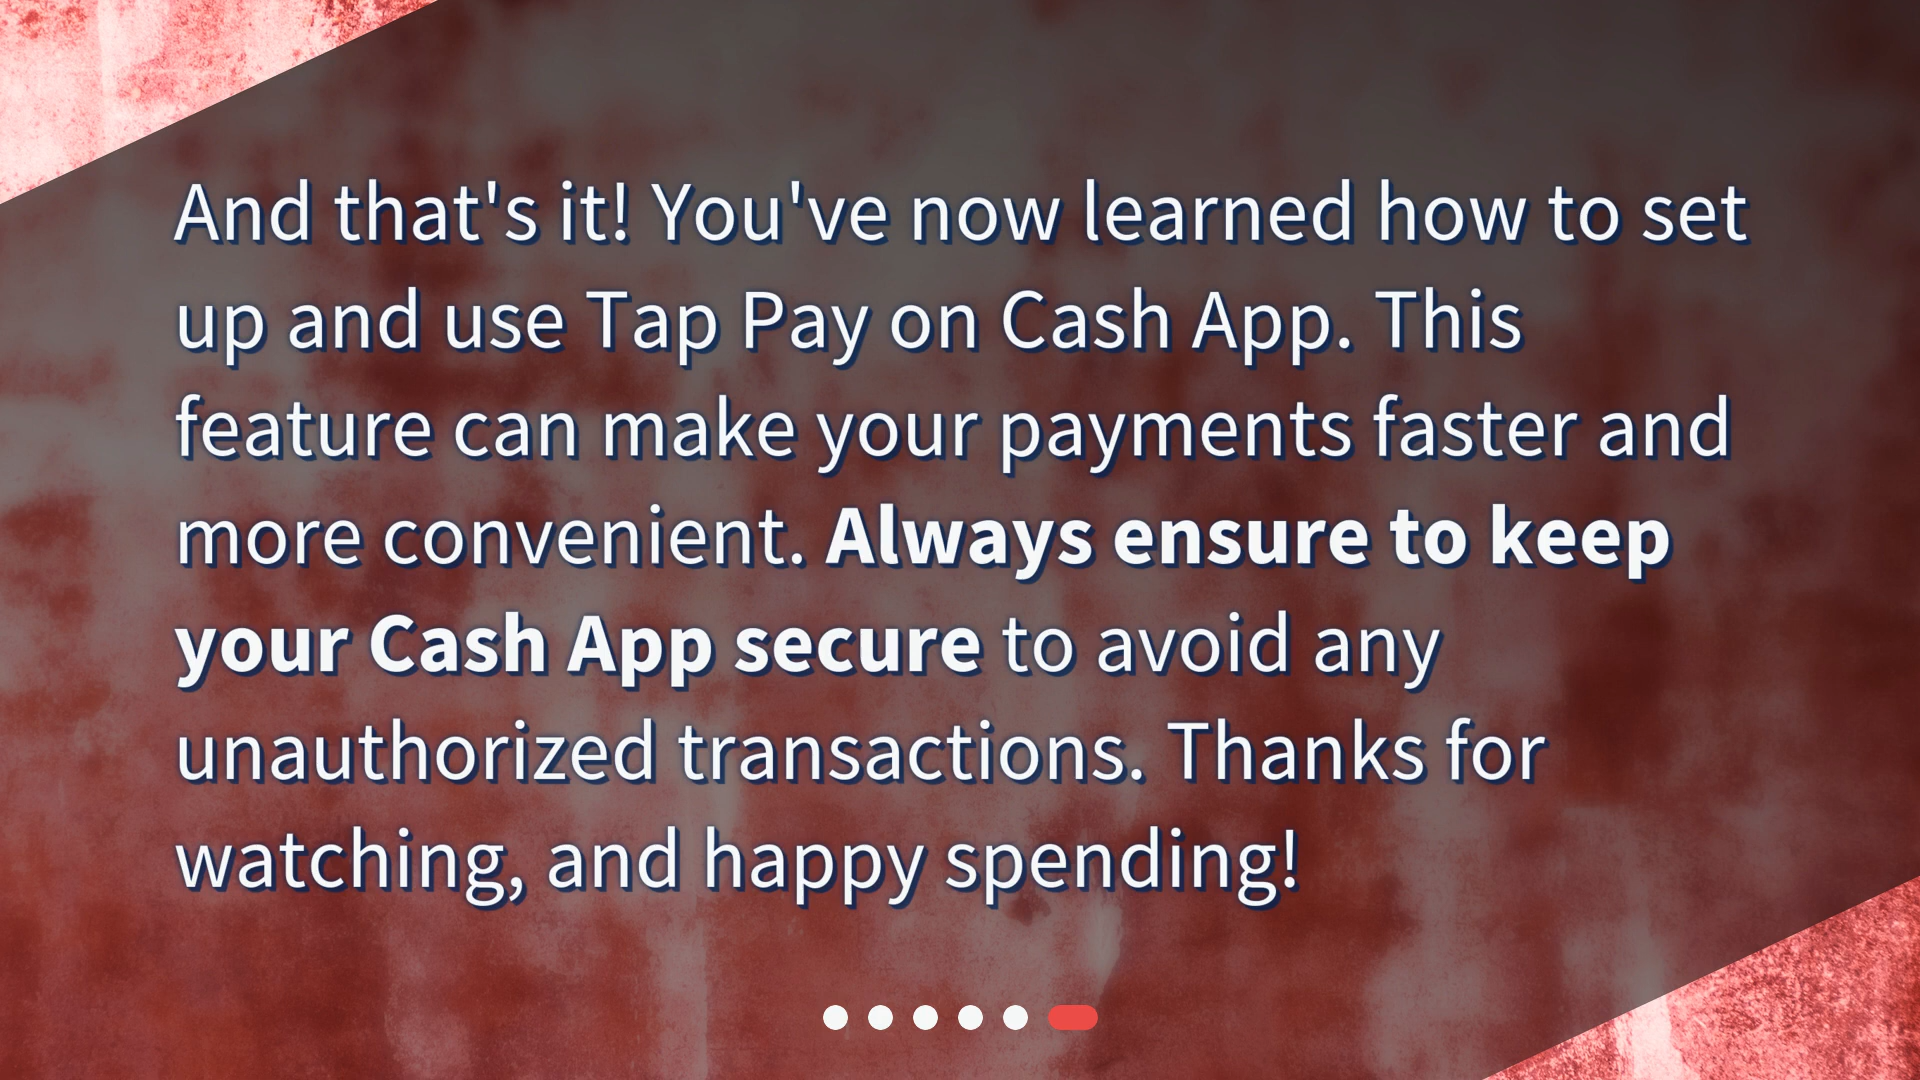 And that's it! You've now learned how to set
up and use Tap Pay on Cash App. This
feature can make your payments faster and
more convenient. Always ensure to keep
your Cash App secure to avoid any
unauthorized transactions. Thanks for
watching, and happy spending!